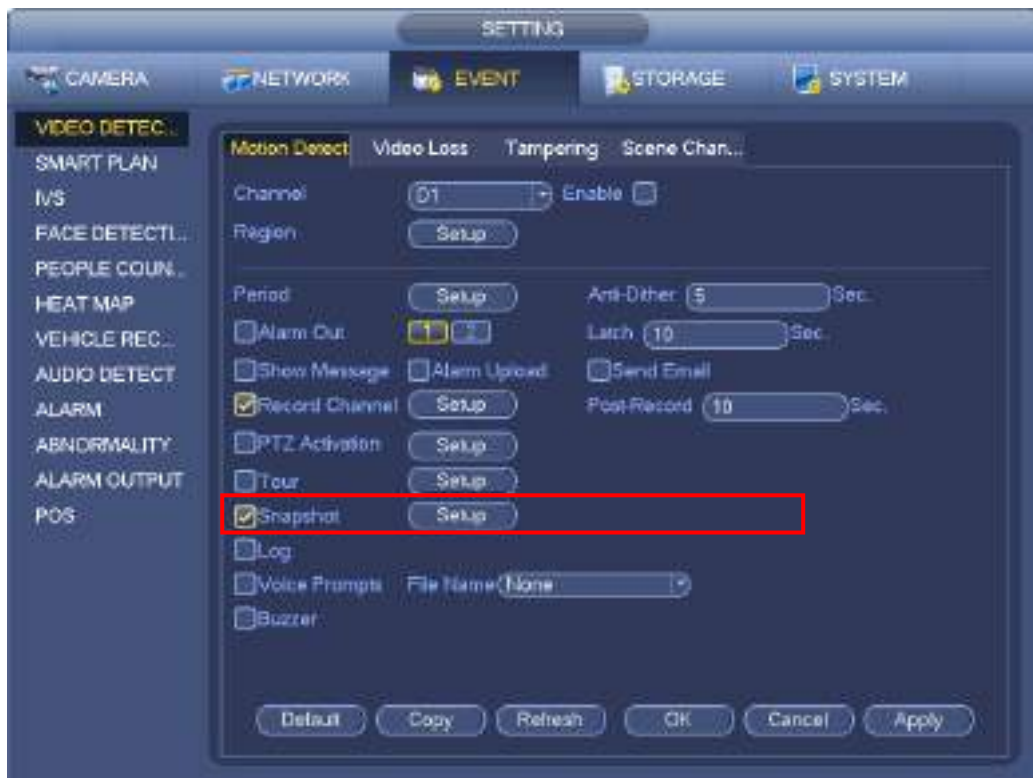 SETTING
CAMERA NETWORK EVENT STORAGE SYSTEM
VIDEO DETEC...
SMART PLAN
IVS
FACE DETECTI...
PEOPLE COUN...
HEAT MAP
VEHICLE REC...
AUDIO DETECT
ALARM
ABNORMALITY
ALARM OUTPUT
POS
Motion Detect Video Loss Tampering Scene Chan...
Channel D1 Enable
Region Setup
Period Setup Anti-Dither 5 Sec.
Alarm Out 1 2 Latch 10 Sec.
Show Message Alarm Upload Send Email
Record Channel Setup Post-Record 10 Sec.
PTZ Activation Setup
Tour Setup
Snapshot Setup
Log
Voice Prompts File Name None
Buzzer
Default Copy Refresh OK Cancel Apply